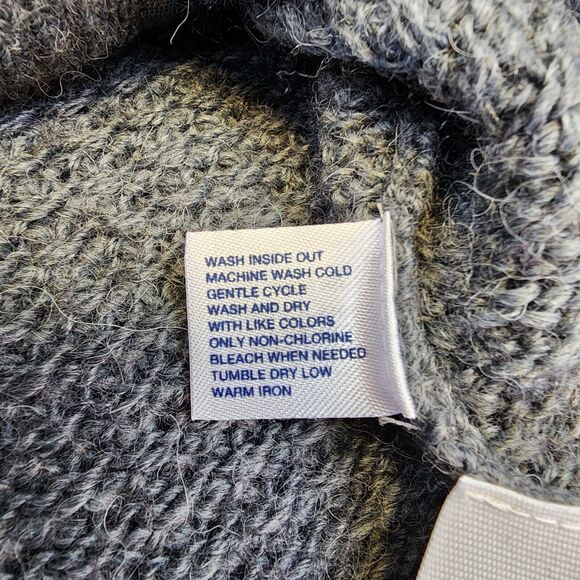 WASH INSIDE OUT
MACHINE WASH COLD
GENTLE CYCLE
WASH AND DRY
WITH LIKE COLORS
ONLY NON-CHLORINE
BLEACH WHEN NEEDED
TUMBLE DRY LOW
WARM IRON